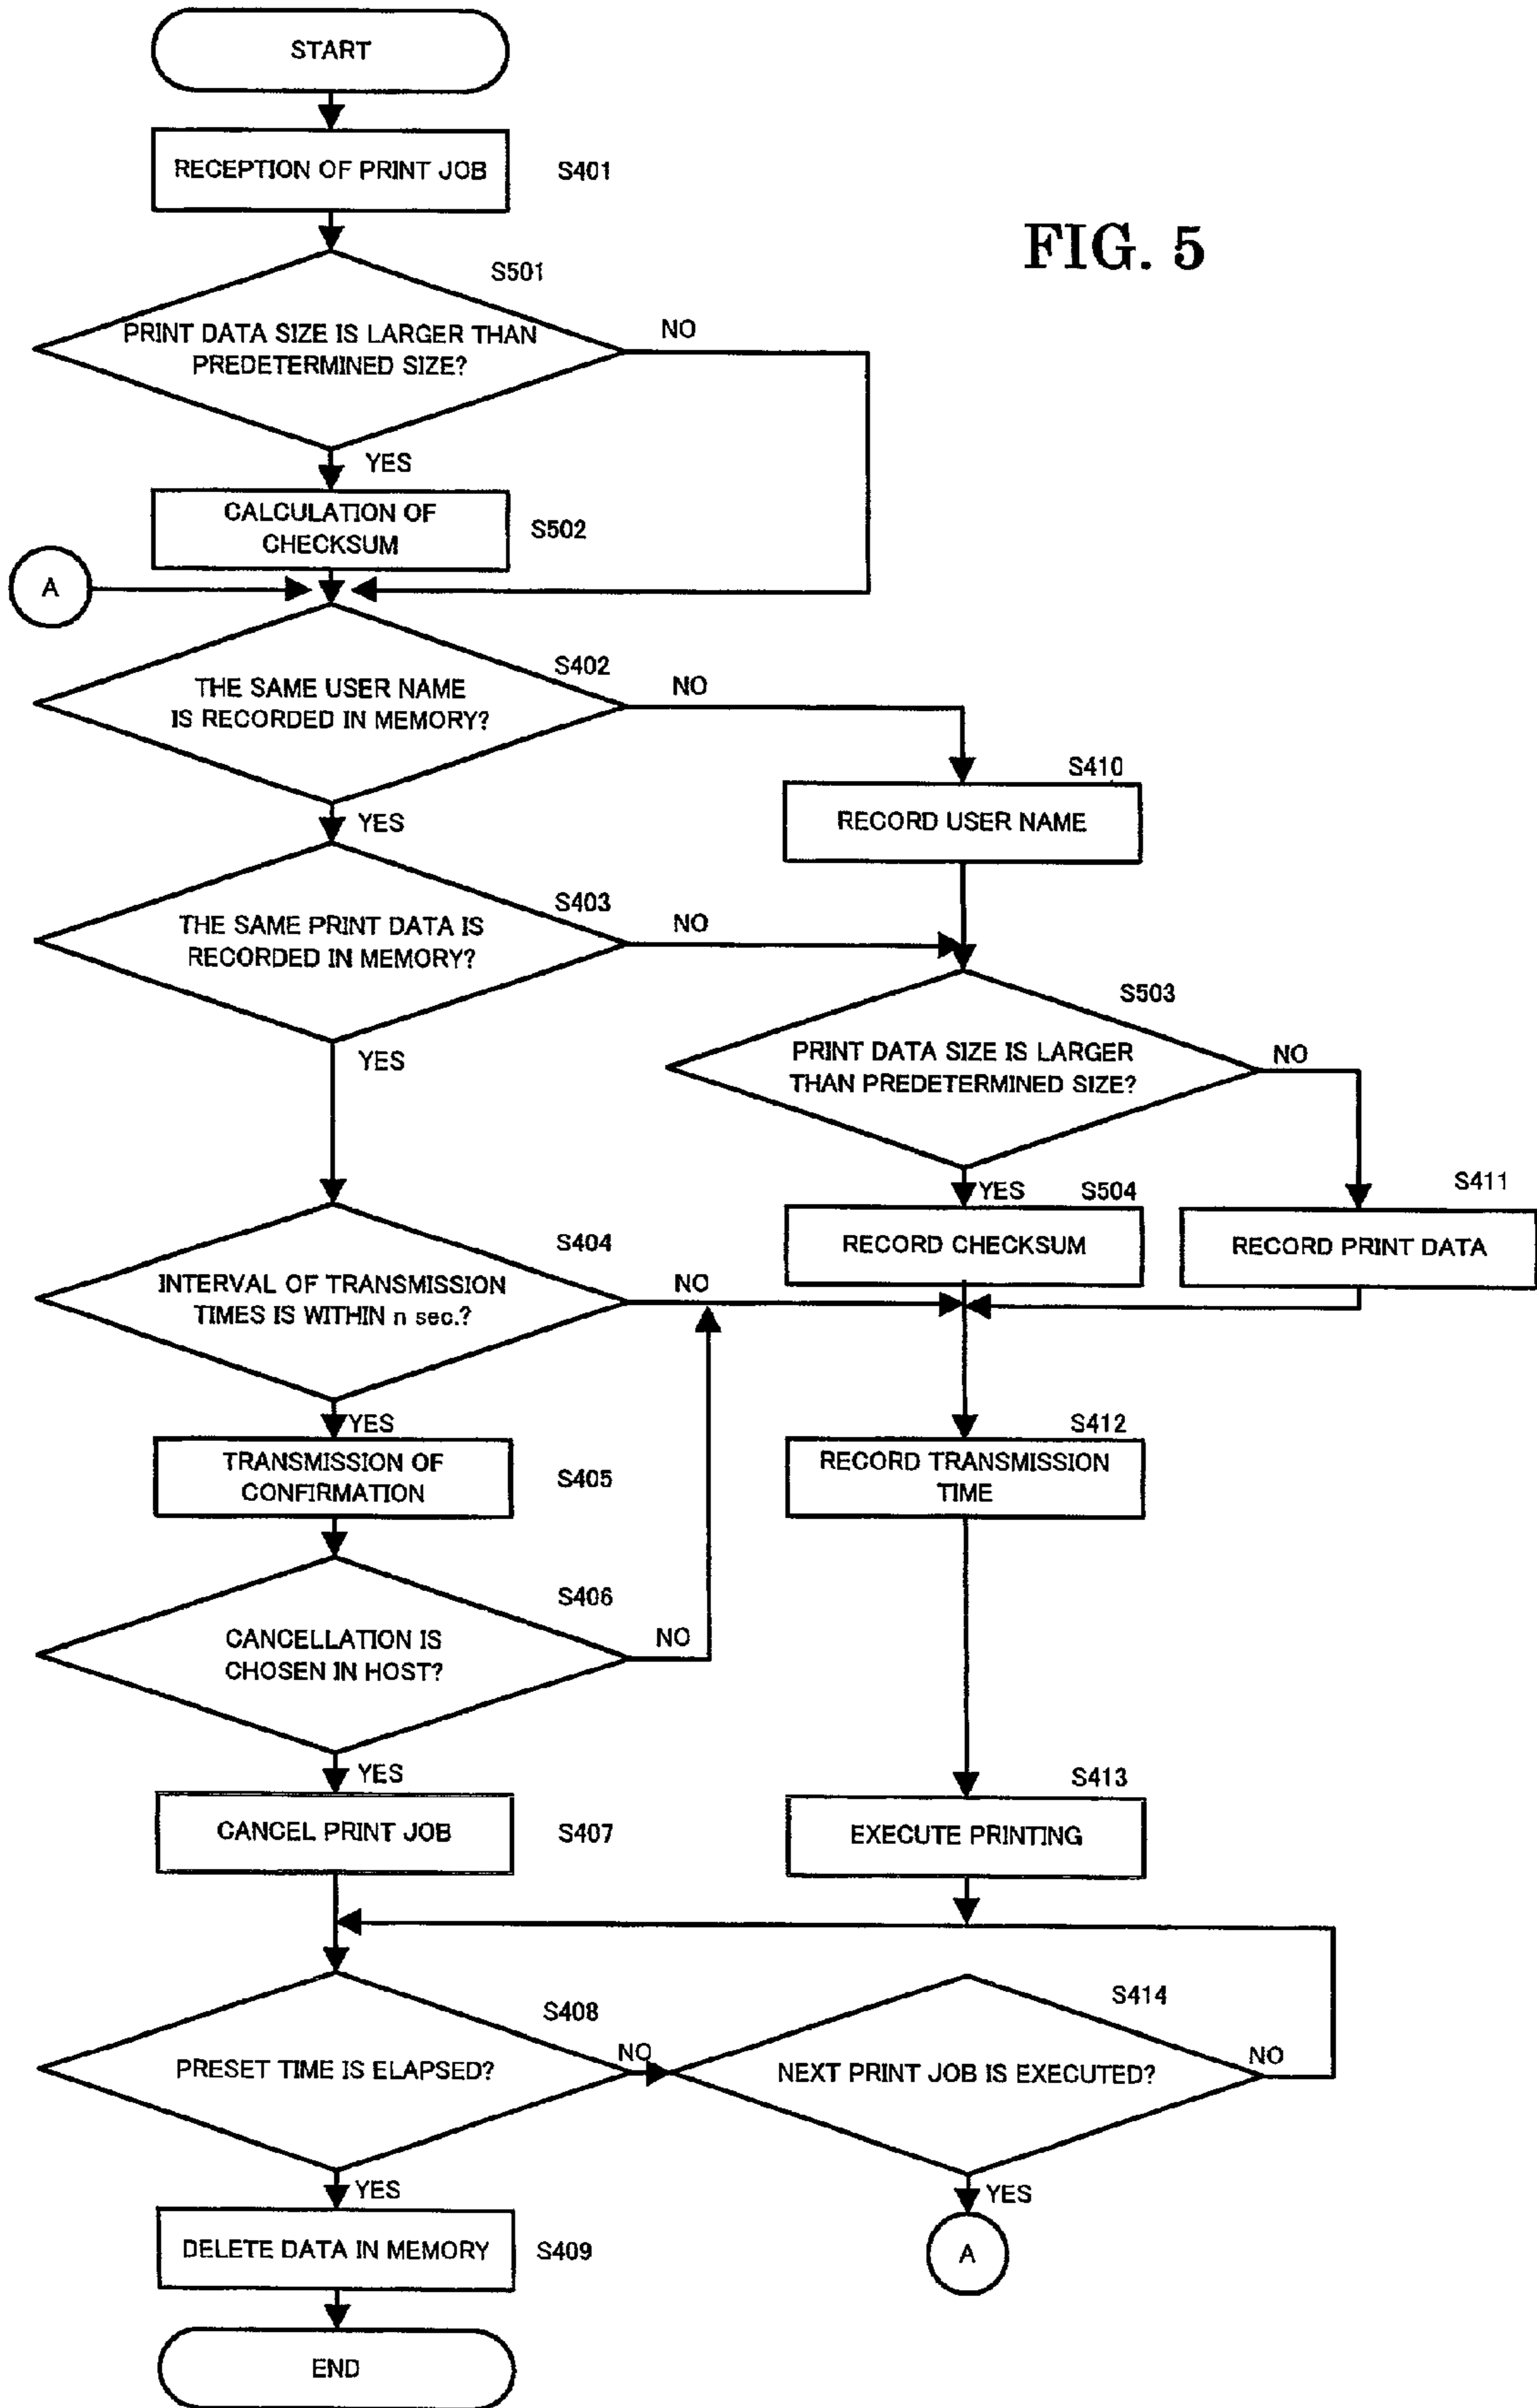 START
RECEPTION OF PRINT JOB
S401
FIG. 5
S501
PRINT DATA SIZE IS LARGER THAN
PREDETERMINED SIZE?
NO
YES
CALCULATION OF
CHECKSUM
S502
A
S402
THE SAME USER NAME
IS RECORDED IN MEMORY?
NO
YES
S410
RECORD USER NAME
S403
THE SAME PRINT DATA IS
RECORDED IN MEMORY?
NO
YES
S503
PRINT DATA SIZE IS LARGER
THAN PREDETERMINED SIZE?
NO
YES
S504
RECORD CHECKSUM
S411
RECORD PRINT DATA
S404
INTERVAL OF TRANSMISSION
TIMES IS WITHIN n sec.?
NO
YES
TRANSMISSION OF
CONFIRMATION
S405
S412
RECORD TRANSMISSION
TIME
S406
CANCELLATION IS
CHOSEN IN HOST?
NO
YES
CANCEL PRINT JOB
S407
S413
EXECUTE PRINTING
S408
PRESET TIME IS ELAPSED?
NO
S414
NEXT PRINT JOB IS EXECUTED?
NO
YES
DELETE DATA IN MEMORY
S409
YES
A
END